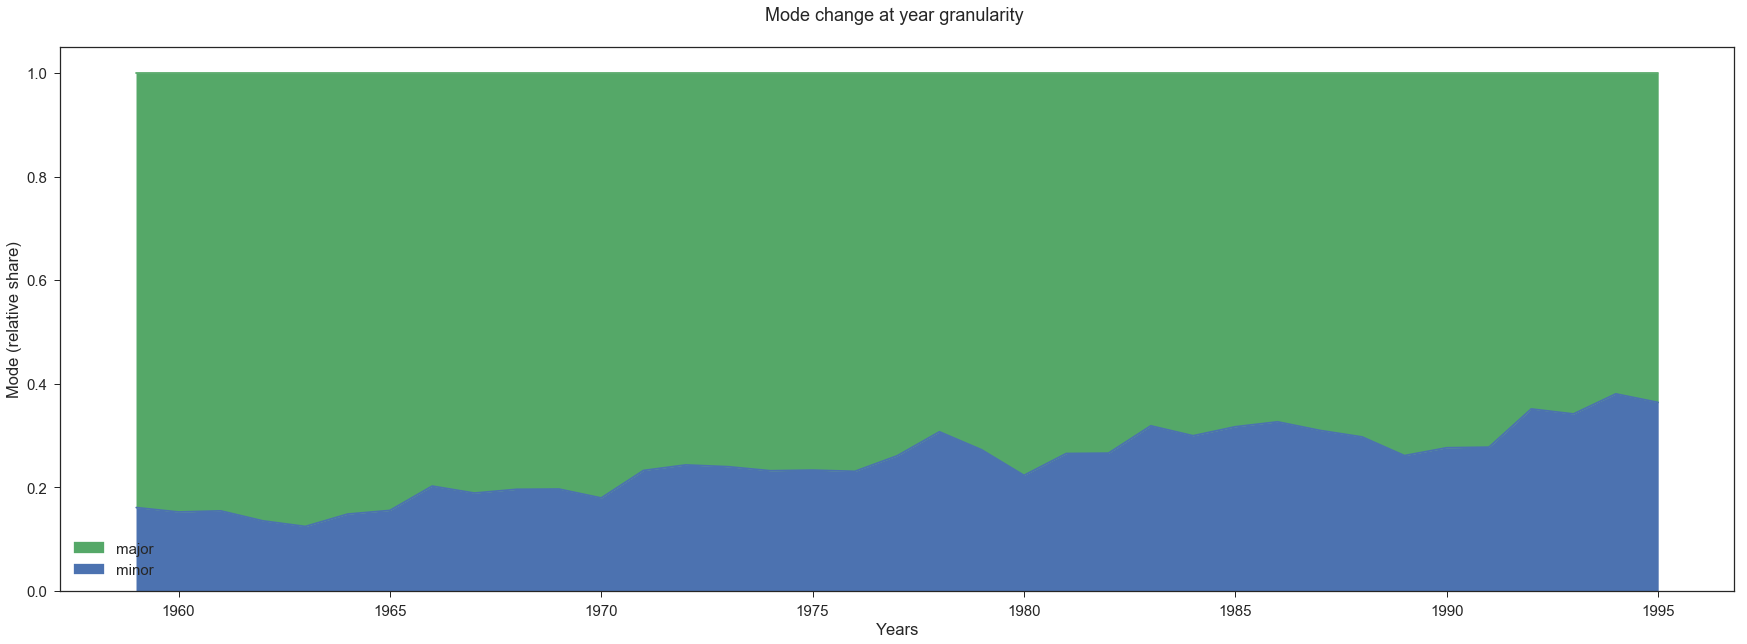 Mode change at year granularity
Mode (relative share)
1.0
0.8
0.6
0.4
0.2
0.0
major
minor
1960 1965 1970 1975 1980 1985 1990 1995
Years